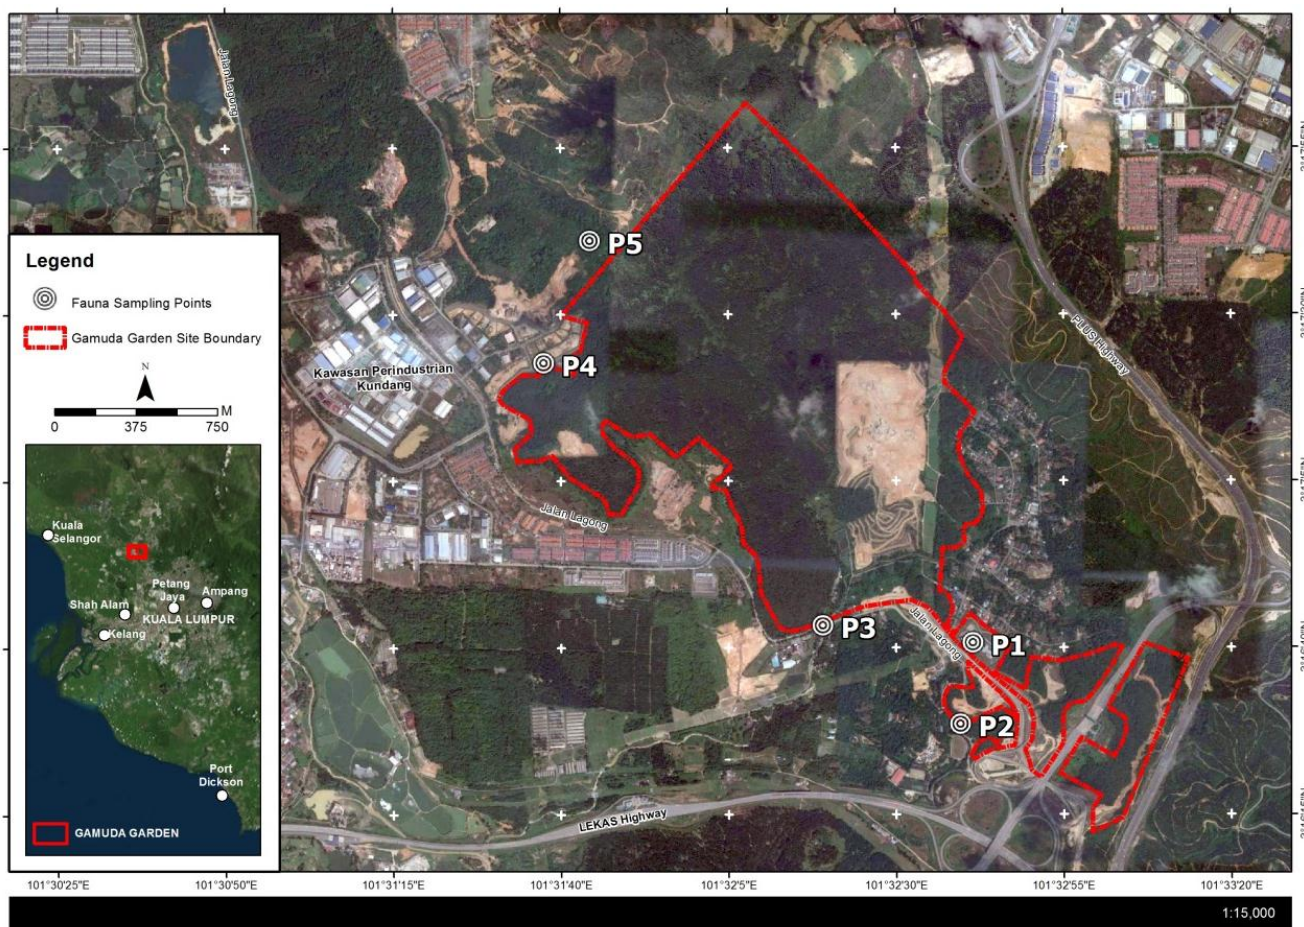 Jalan Lagong
P5
PLUS Highway
P4
Kawasan Perindustrian
Kundang
Jalan Lagong
P3
Jalan Lagong
P1
P2
LEKAS Highway
Legend
Fauna Sampling Points
Gamuda Garden Site Boundary
N
M
0 375 750
Kuala
Selangor
Petang
Jaya
Ampang
Shah Alam
KUALA LUMPUR
Kelang
Port
Dickson
GAMUDA GARDEN
101°30'25"E 101°30'50"E 101°31'15"E 101°31'40"E 101°32'5"E 101°32'30"E 101°32'55"E 101°33'20"E
1:15,000